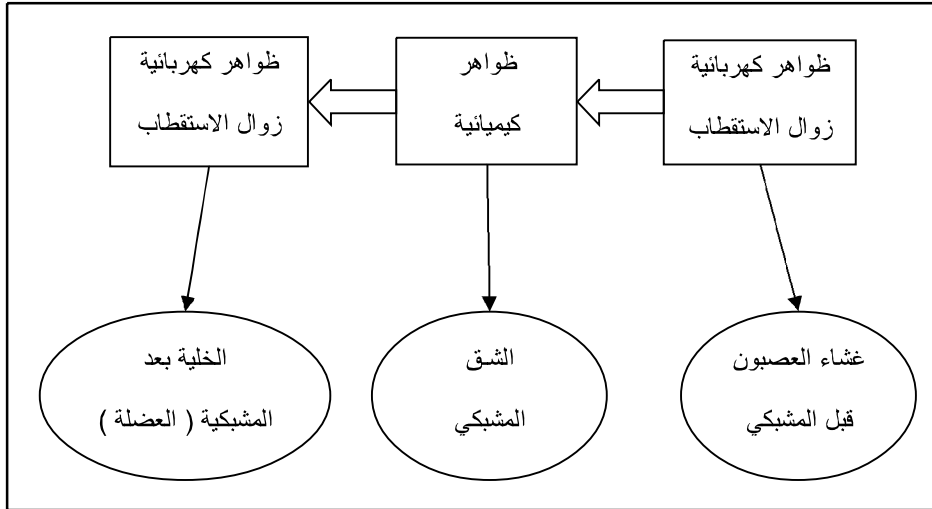 ظواهر كهربائية
زوال الاستقطاب
ظواهر
كيميائية
ظواهر كهربائية
زوال الاستقطاب
غشاء العصبون
قبل المشبكي
الشق
المشبكي
الخلية بعد
المشبكية ( العضلة )